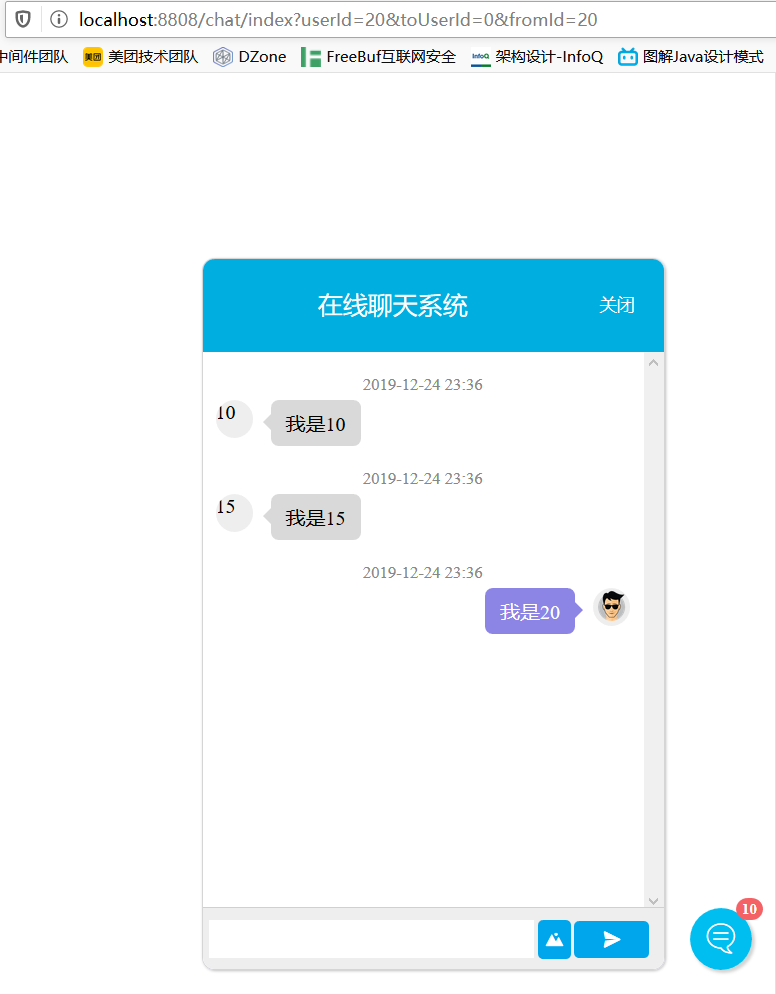 localhost:8808/chat/index?userId=20&toUserId=0&fromId=20
中间件团队 美团 美团技术团队 DZone FreeBuf互联网安全 InfoQ 架构设计-InfoQ 图解Java设计模式
在线聊天系统 关闭
2019-12-24 23:36
10 我是10
2019-12-24 23:36
15 我是15
2019-12-24 23:36
我是20
10